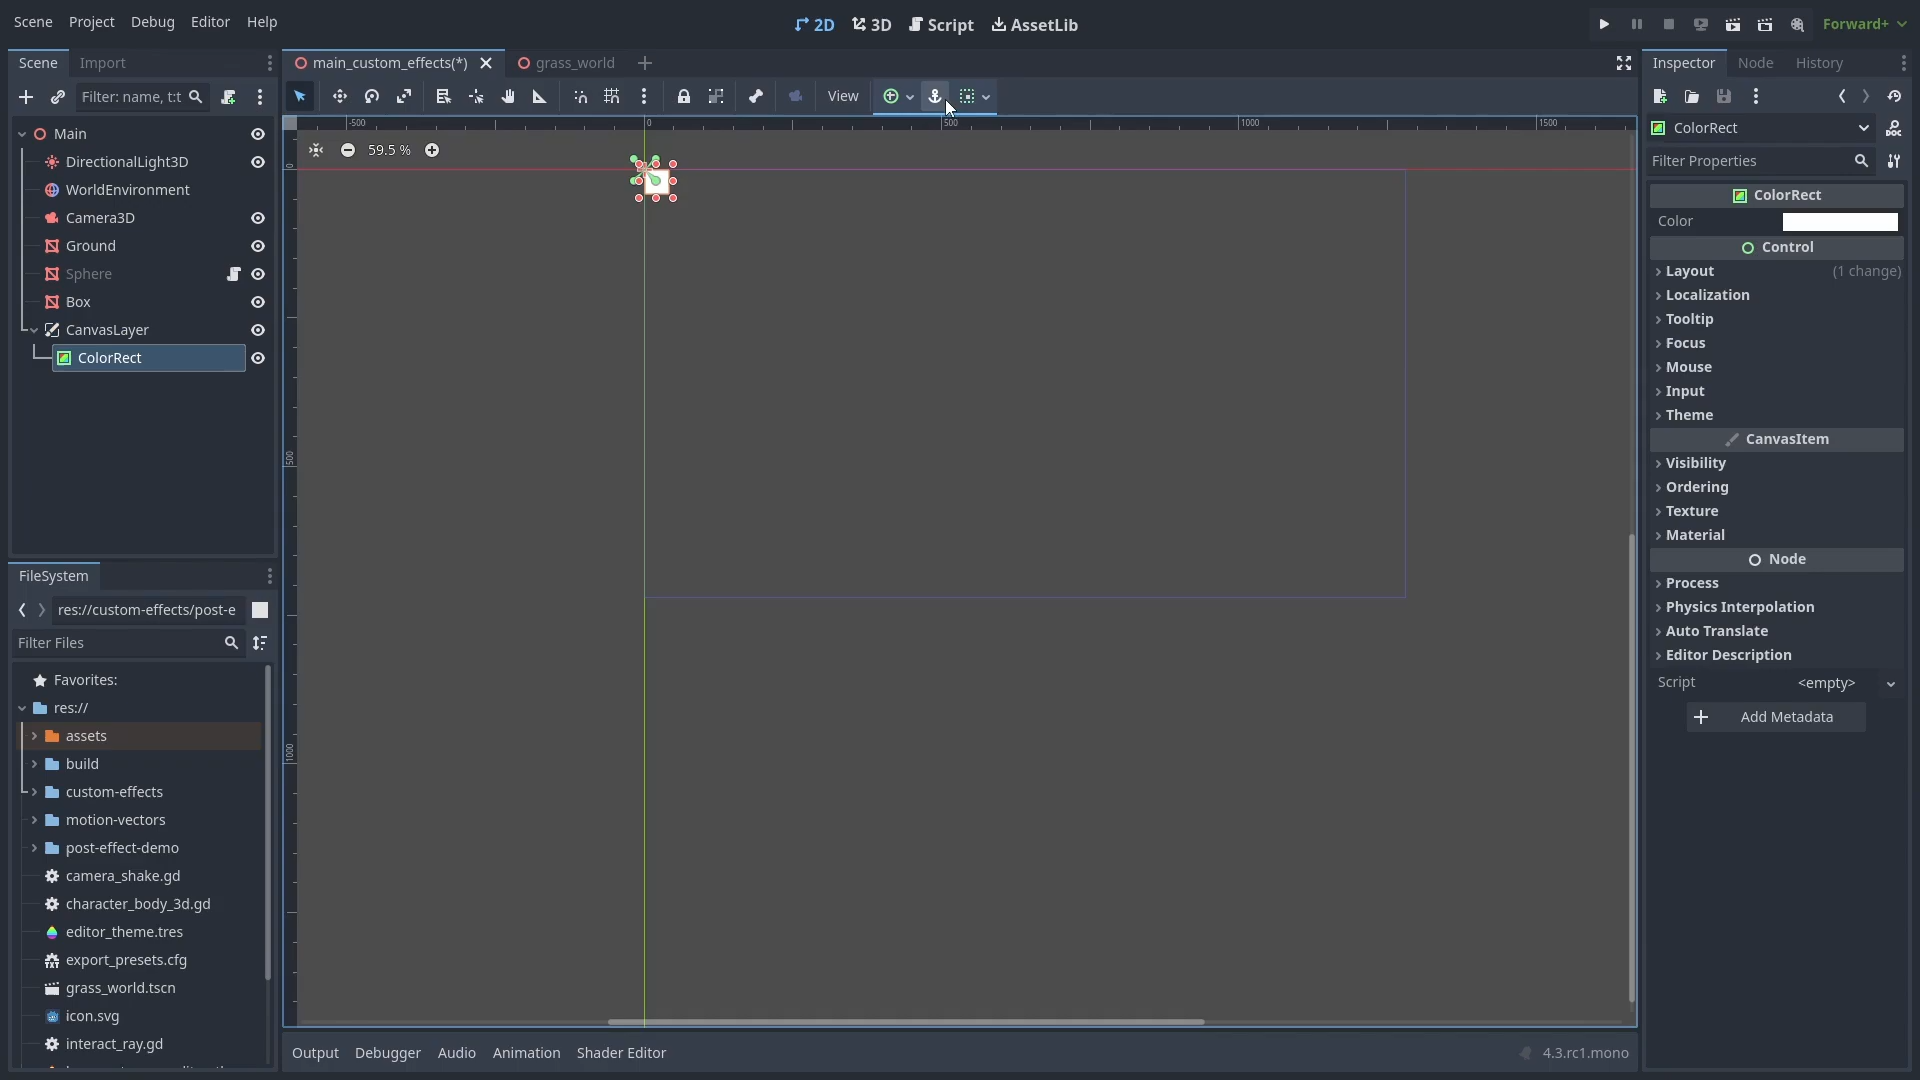 Scene Project Debug Editor Help
2D 3D Script AssetLib
Forward+
Scene Import
Filter: name, t:t
Main
DirectionalLight3D
WorldEnvironment
Camera3D
Ground
Sphere
Box
CanvasLayer
ColorRect
FileSystem
res://custom-effects/post-e
Filter Files
Favorites:
res://
assets
build
custom-effects
motion-vectors
post-effect-demo
camera_shake.gd
character_body_3d.gd
editor_theme.tres
export_presets.cfg
grass_world.tscn
icon.svg
interact_ray.gd
main_custom_effects(*) grass_world
View
-500 0 500 1000 1500
59.5 %
0
500
1000
Output Debugger Audio Animation Shader Editor
4.3.rc1.mono
Inspector Node History
ColorRect
Filter Properties
ColorRect
Color
Control
Layout (1 change)
Localization
Tooltip
Focus
Mouse
Input
Theme
CanvasItem
Visibility
Ordering
Texture
Material
Node
Process
Physics Interpolation
Auto Translate
Editor Description
Script <empty>
Add Metadata